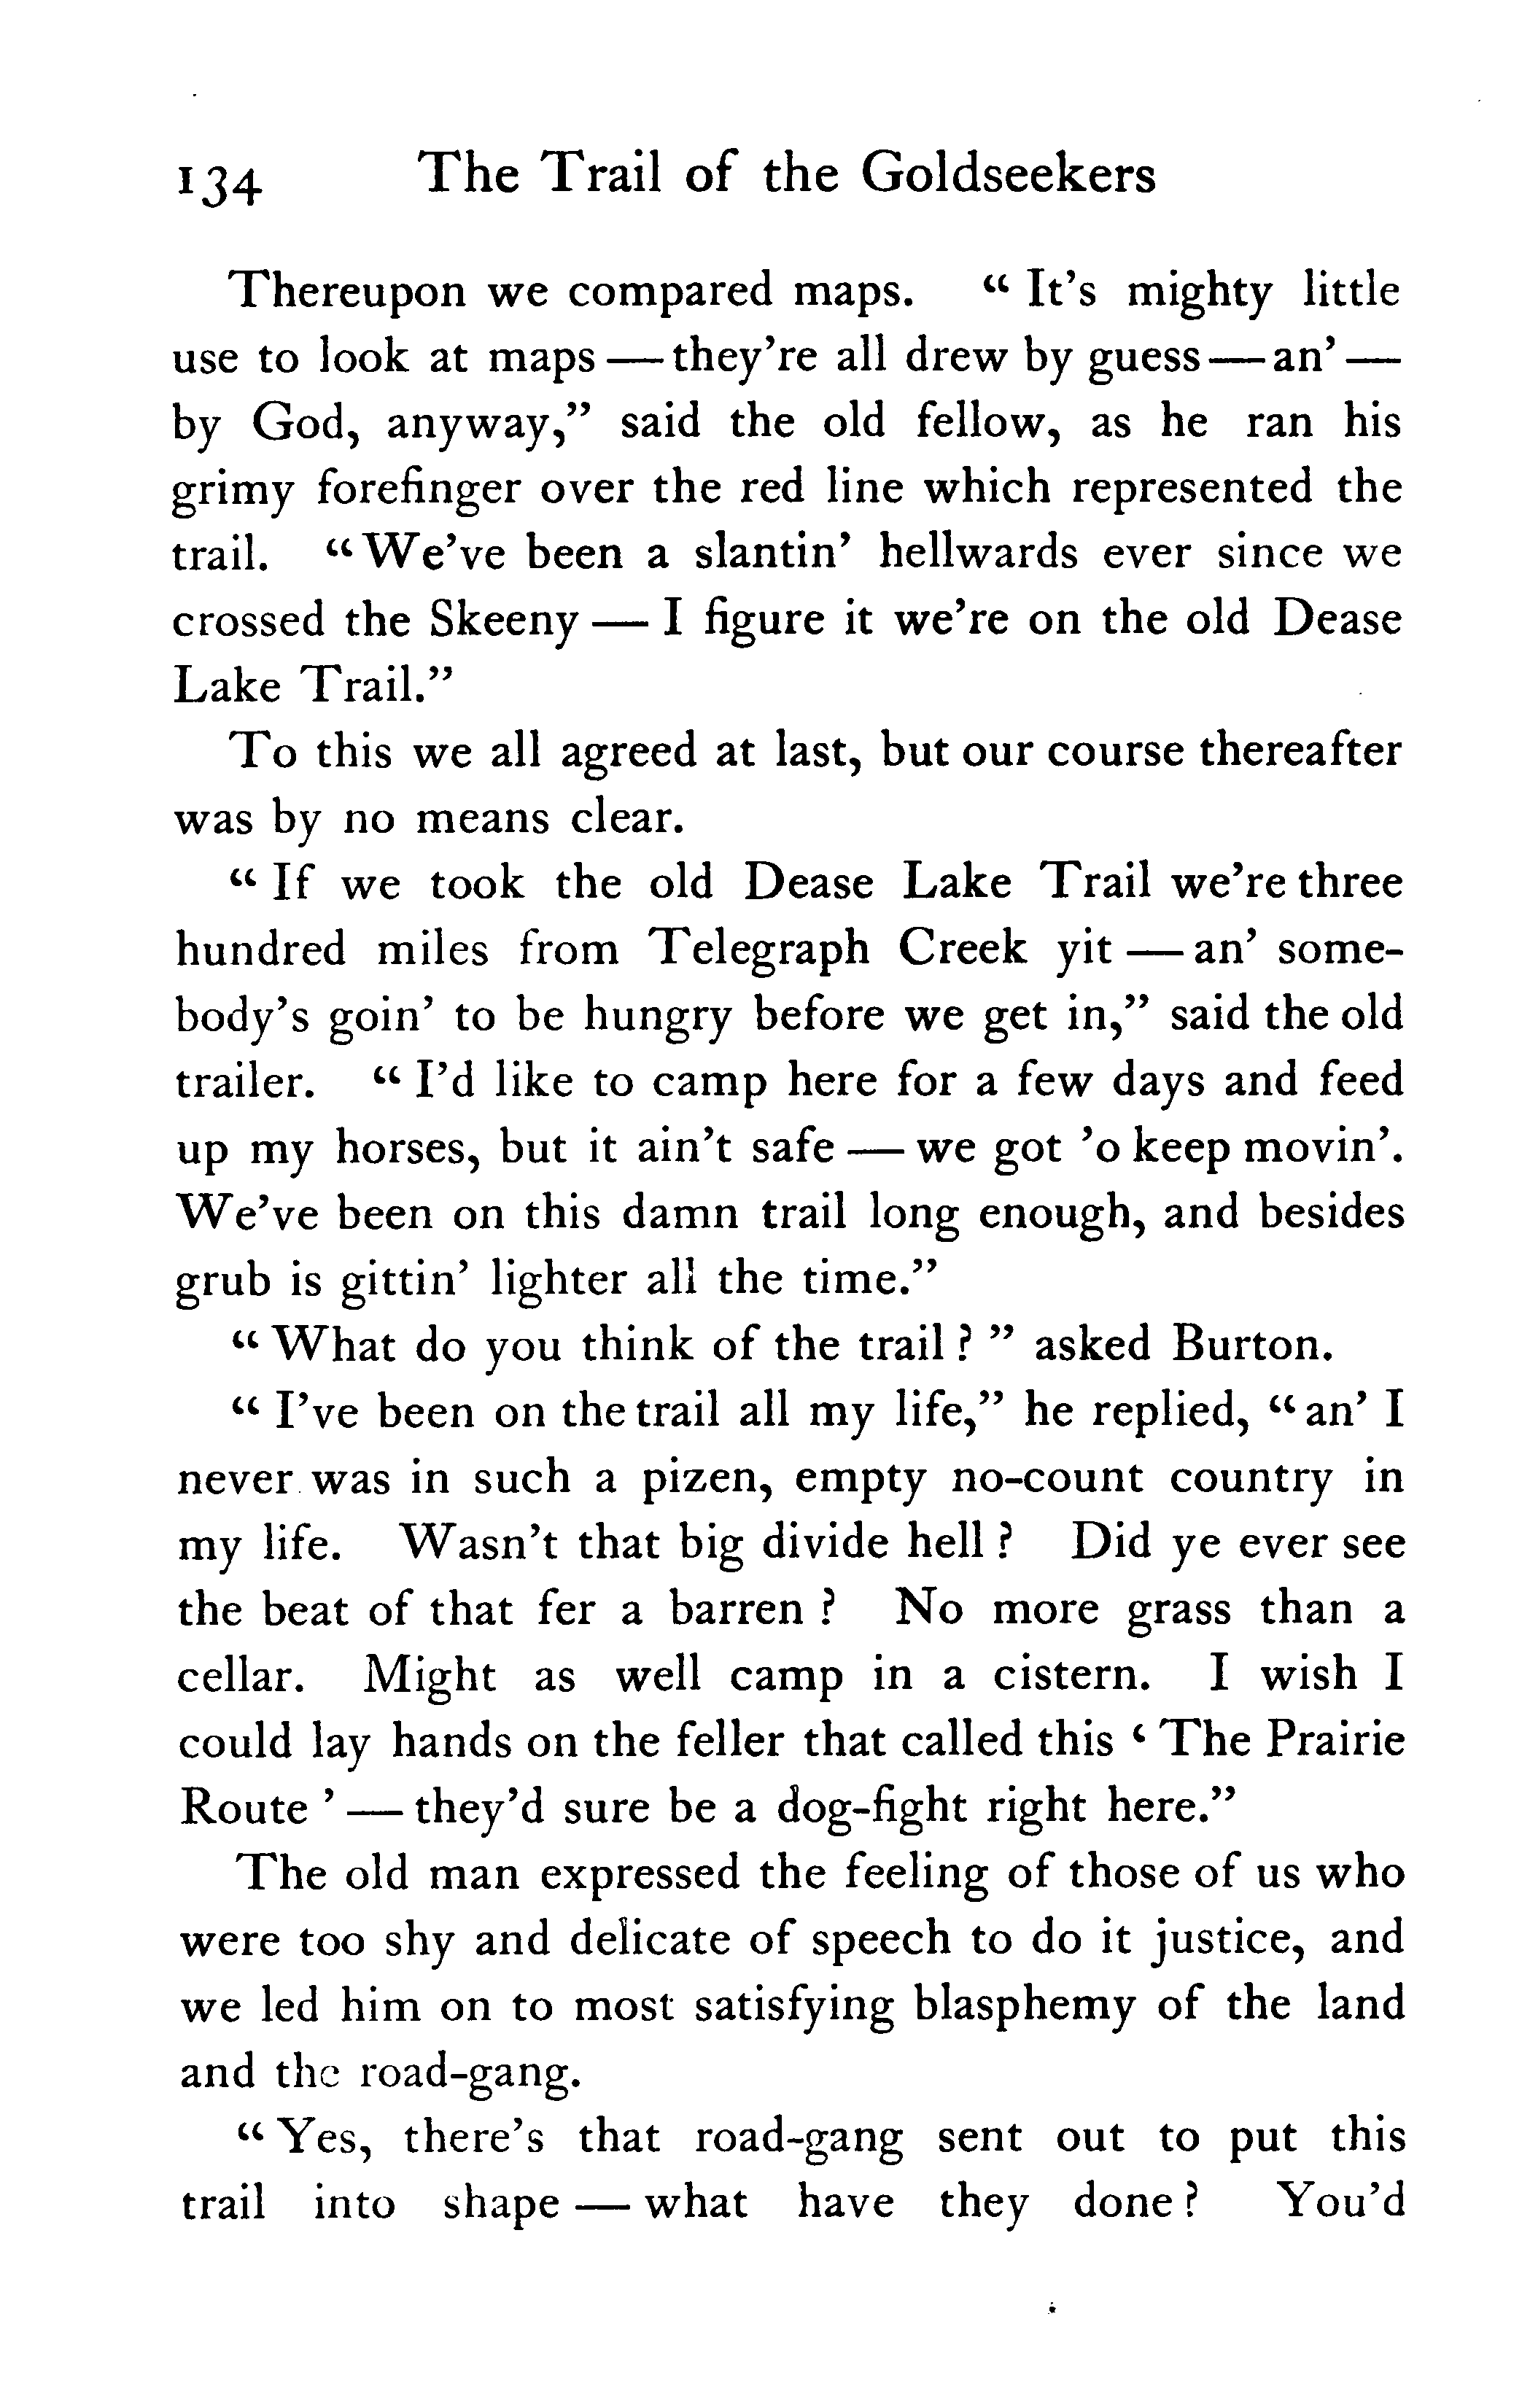 134 The Trail of the Goldseekers
Thereupon we compared maps. “ It’s mighty little
use to look at maps — they’re all drew by guess — an’ —
by God, anyway,” said the old fellow, as he ran his
grimy forefinger over the red line which represented the
trail. “ We’ve been a slantin’ hellwards ever since we
crossed the Skeeny — I figure it we’re on the old Dease
Lake Trail.”
To this we all agreed at last, but our course thereafter
was by no means clear.
“ If we took the old Dease Lake Trail we’re three
hundred miles from Telegraph Creek yit — an’ some-
body’s goin’ to be hungry before we get in,” said the old
trailer. “ I’d like to camp here for a few days and feed
up my horses, but it ain’t safe — we got ’o keep movin’.
We’ve been on this damn trail long enough, and besides
grub is gittin’ lighter all the time.”
“ What do you think of the trail ? ” asked Burton.
“ I’ve been on the trail all my life,” he replied, “ an’ I
never was in such a pizen, empty no-count country in
my life. Wasn’t that big divide hell ? Did ye ever see
the beat of that fer a barren ? No more grass than a
cellar. Might as well camp in a cistern. I wish I
could lay hands on the feller that called this ‘ The Prairie
Route ’ — they’d sure be a dog-fight right here.”
The old man expressed the feeling of those of us who
were too shy and delicate of speech to do it justice, and
we led him on to most satisfying blasphemy of the land
and the road-gang.
“ Yes, there’s that road-gang sent out to put this
trail into shape — what have they done ? You’d